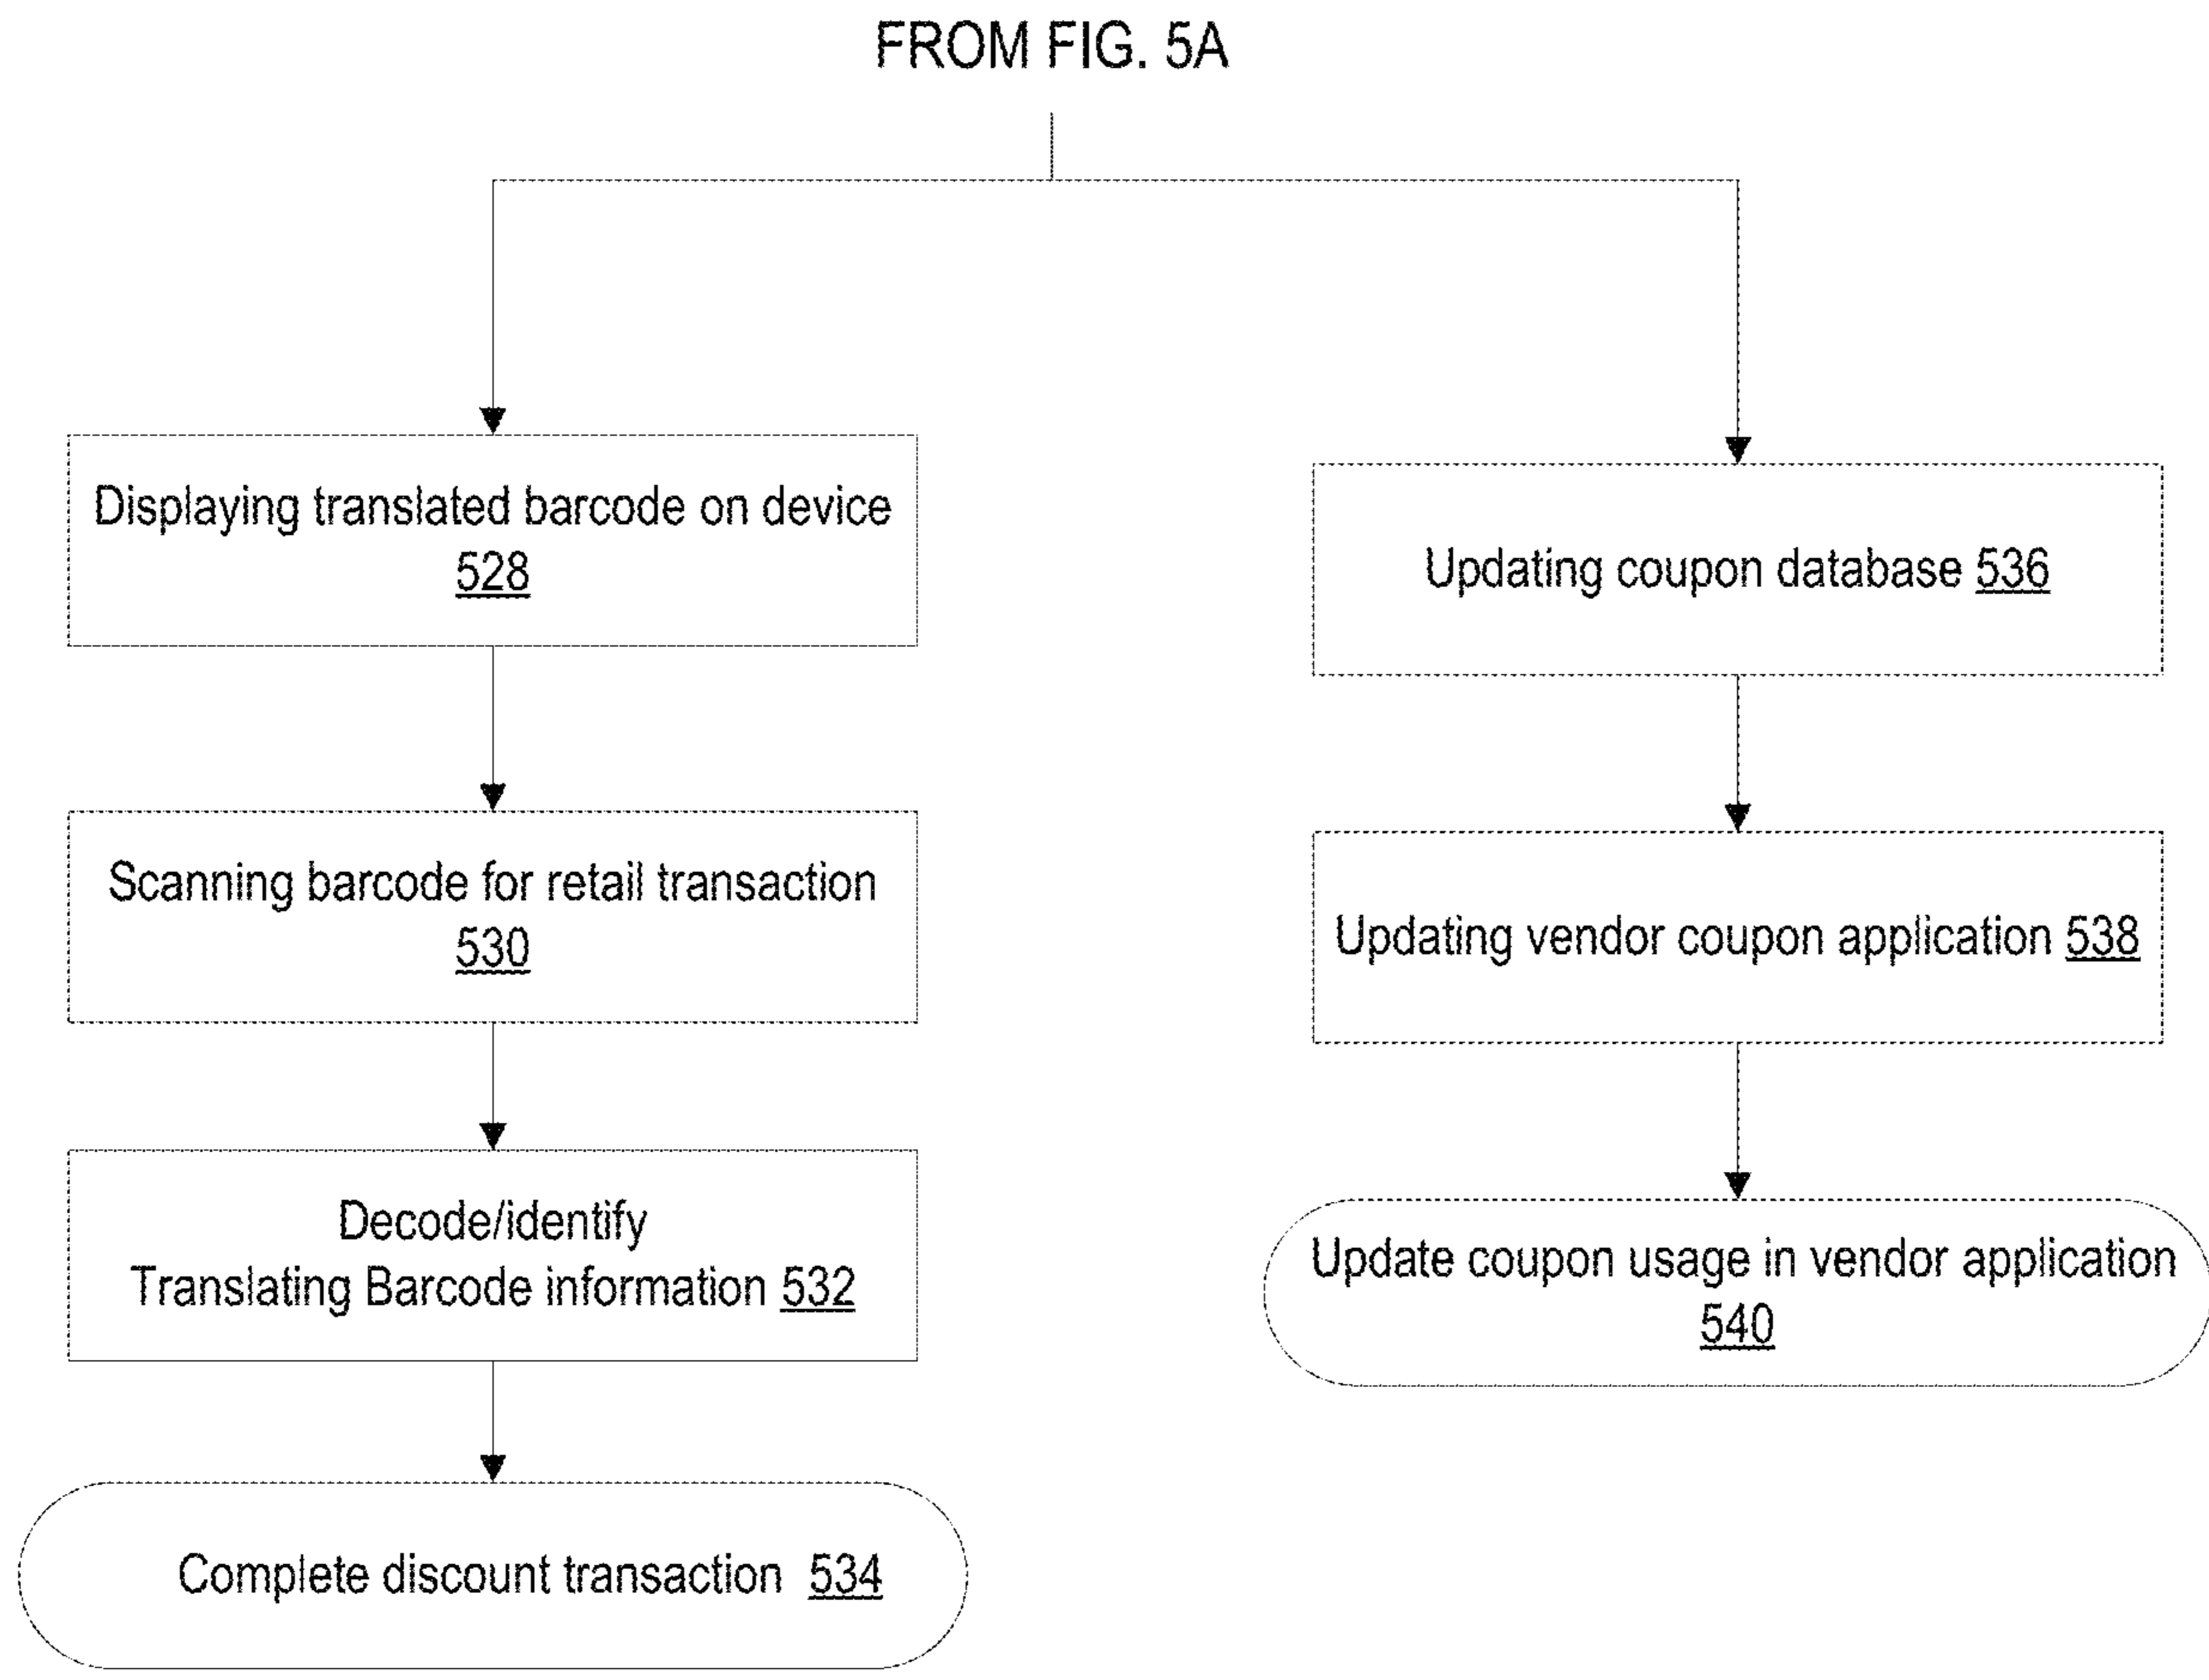 FROM FIG. 5A
Displaying translated barcode on device
528
Scanning barcode for retail transaction
530
Decode/identify
Translating Barcode information 532
Complete discount transaction 534
Updating coupon database 536
Updating vendor coupon application 538
Update coupon usage in vendor application
540